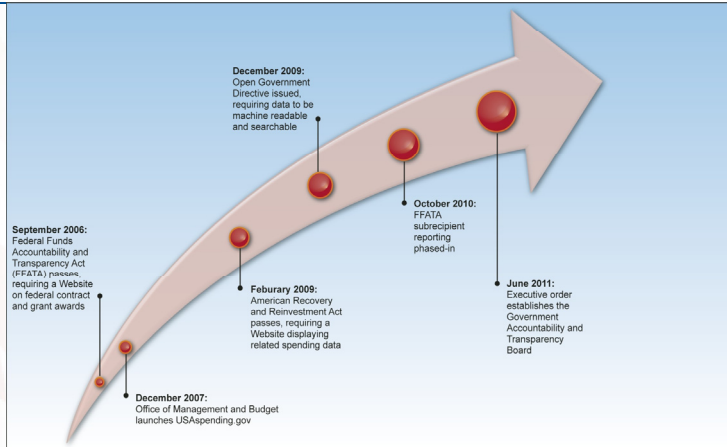 September 2006:
Federal Funds
Accountability and
Transparency Act
(FFATA) passes,
requiring a Website
on federal contract
and grant awards
December 2007:
Office of Management and Budget
launches USAspending.gov
Feburary 2009:
American Recovery
and Reinvestment Act
passes, requiring a
Website displaying
related spending data
December 2009:
Open Government
Directive issued,
requiring data to be
machine readable
and searchable
October 2010:
FFATA
subrecipient
reporting
phased-in
June 2011:
Executive order
establishes the
Government
Accountability and
Transparency
Board